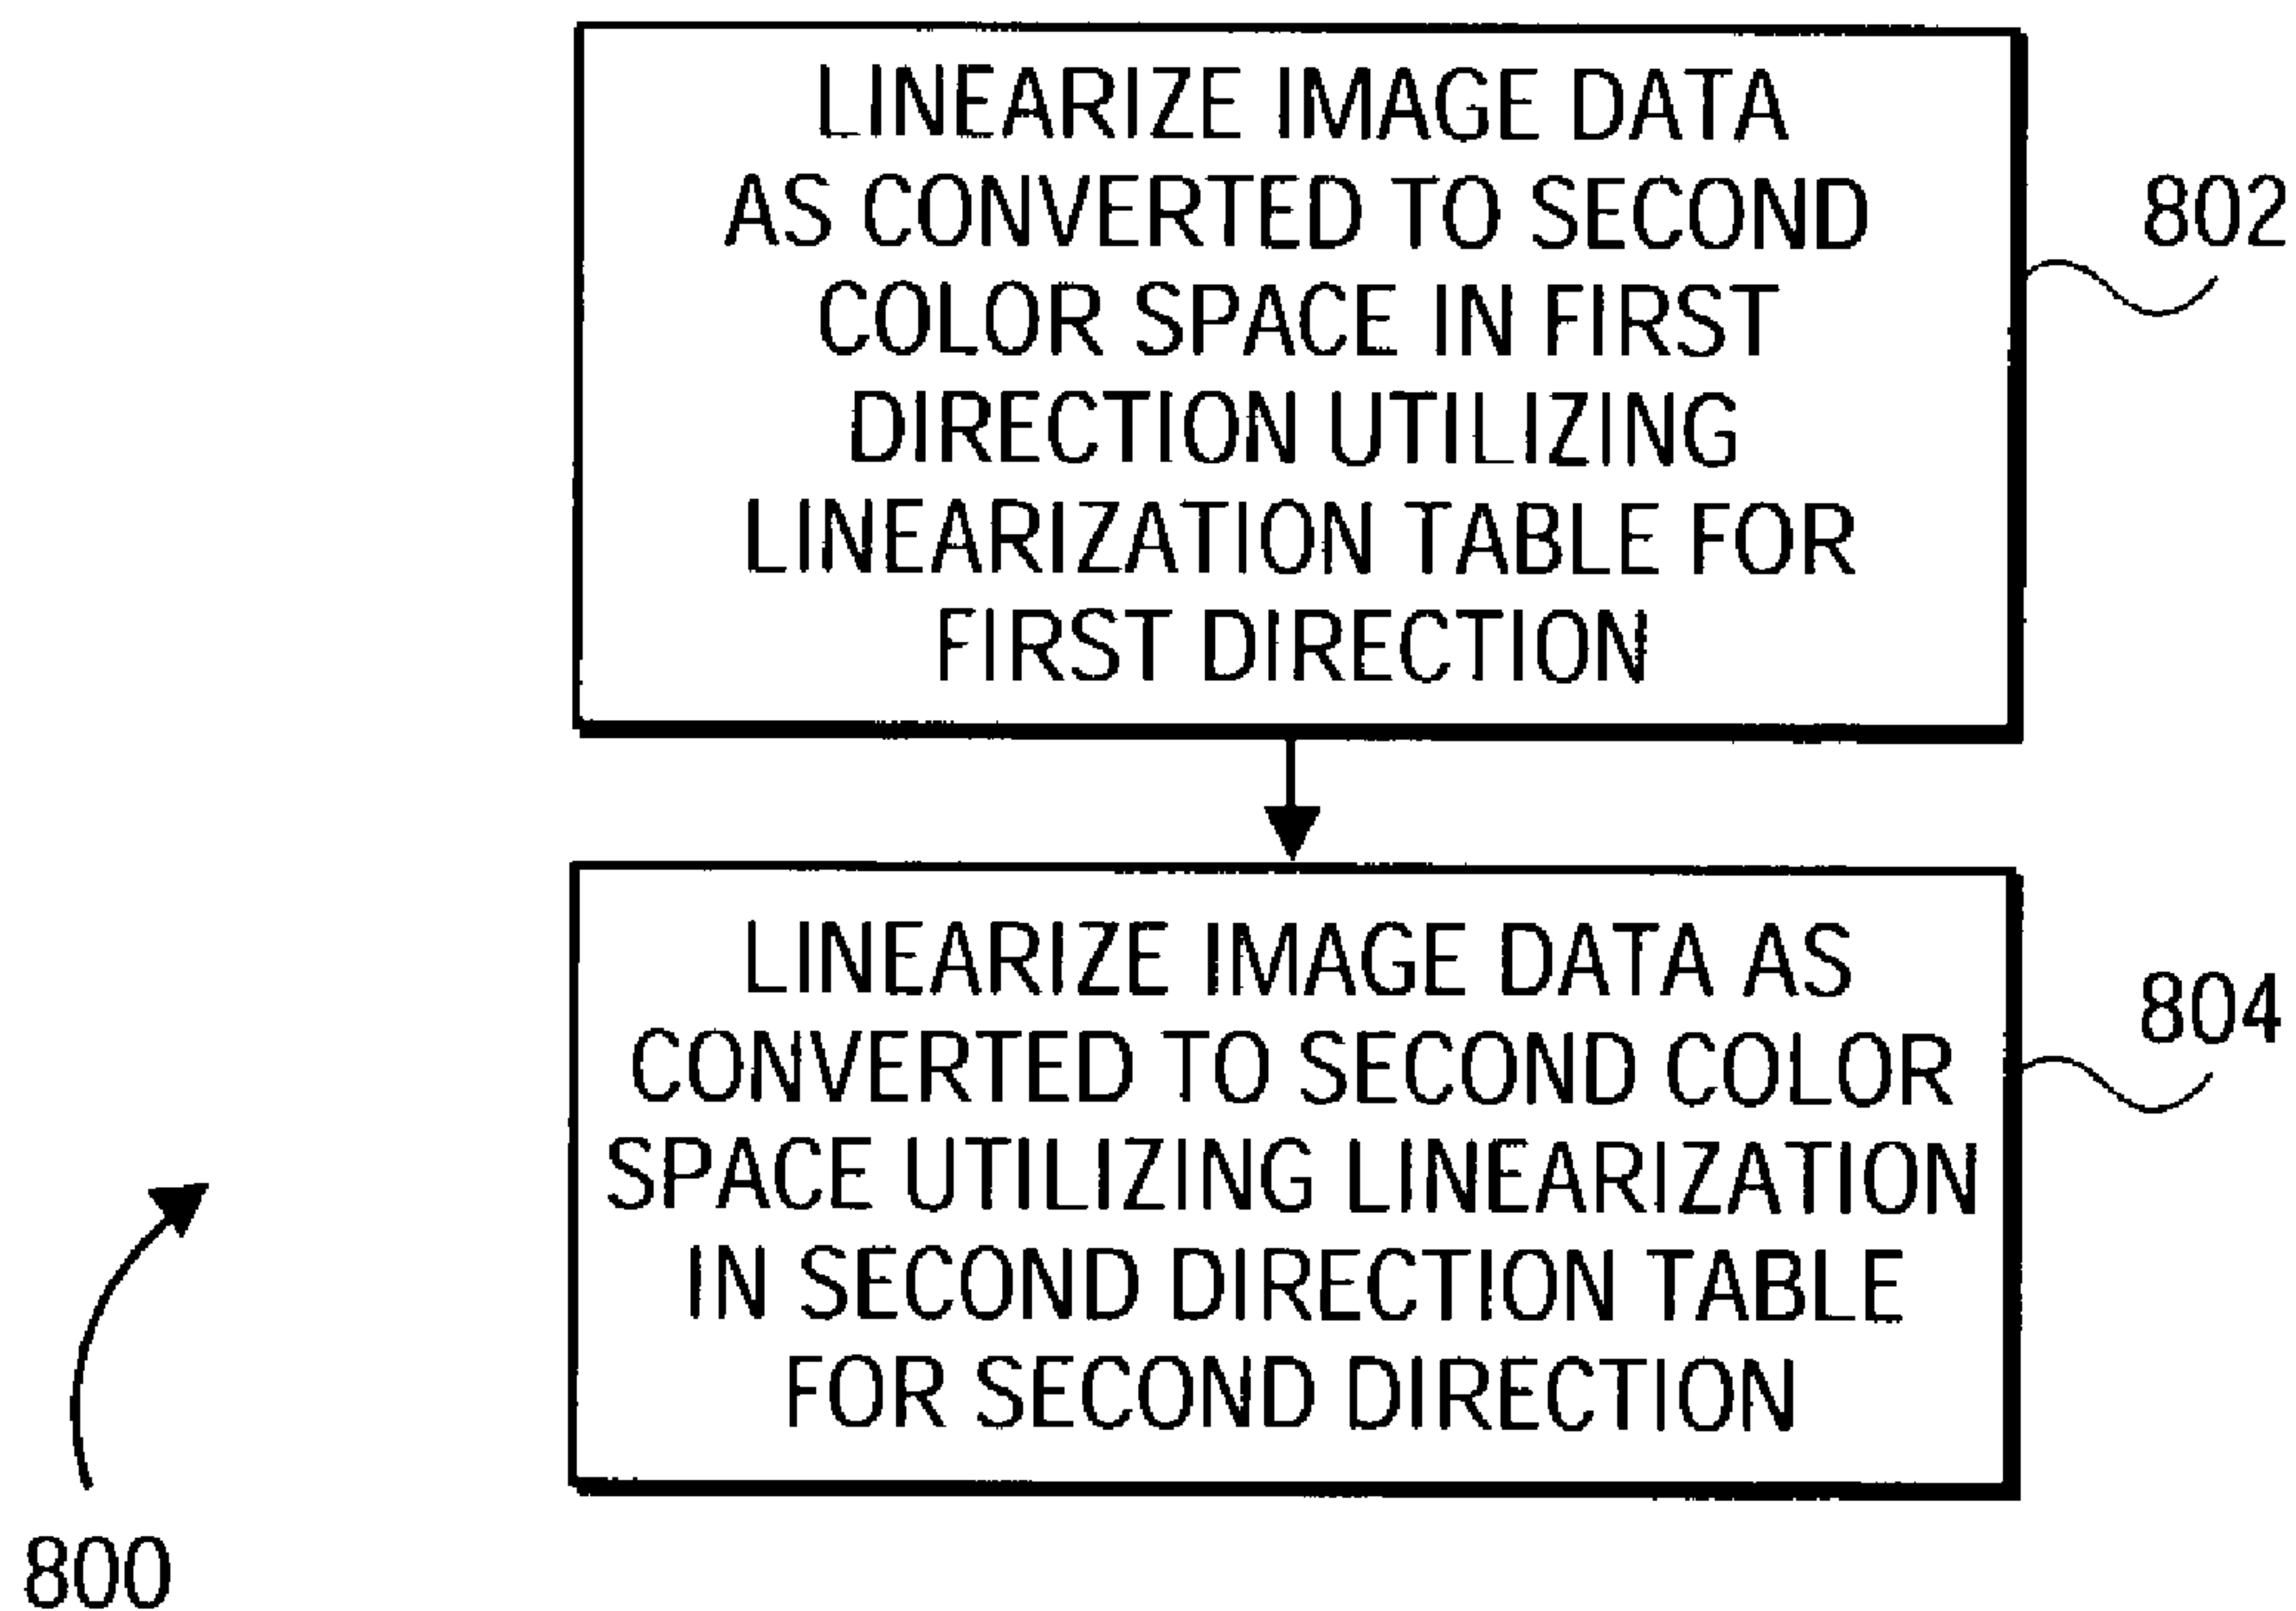 LINEARIZE IMAGE DATA
AS CONVERTED TO SECOND
COLOR SPACE IN FIRST
DIRECTION UTILIZING
LINEARIZATION TABLE FOR
FIRST DIRECTION
802
LINEARIZE IMAGE DATA AS
CONVERTED TO SECOND COLOR
SPACE UTILIZING LINEARIZATION
IN SECOND DIRECTION TABLE
FOR SECOND DIRECTION
804
800